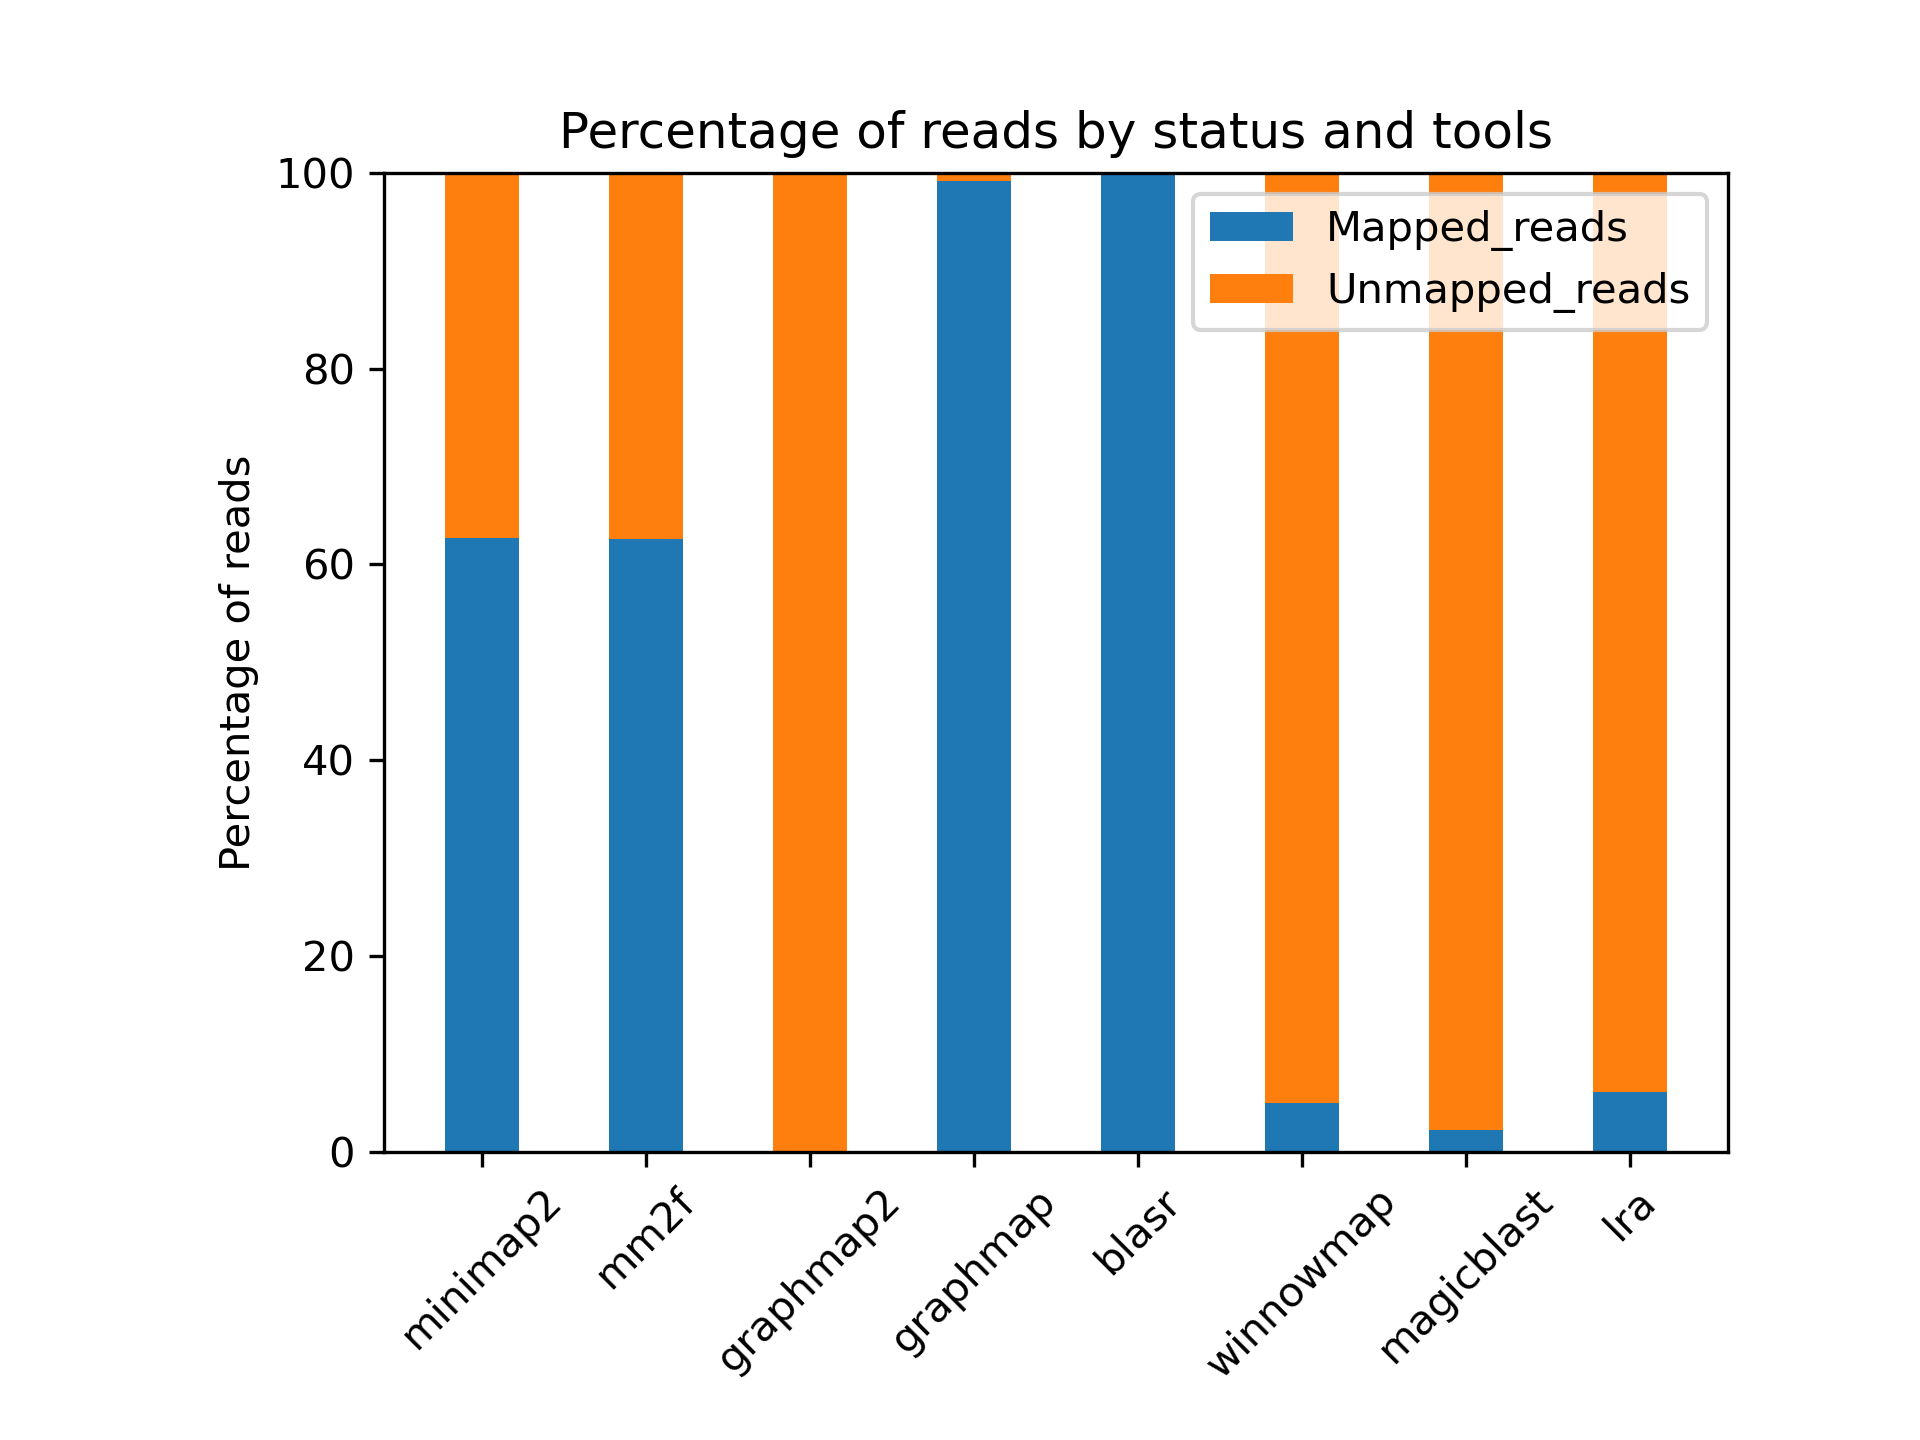 Percentage of reads by status and tools
Mapped_reads
Unmapped_reads
Percentage of reads
100
80
60
40
20
0
minimap2
mm2f
graphmap2
graphmap
blasr
winnowmap
magicblast
lra